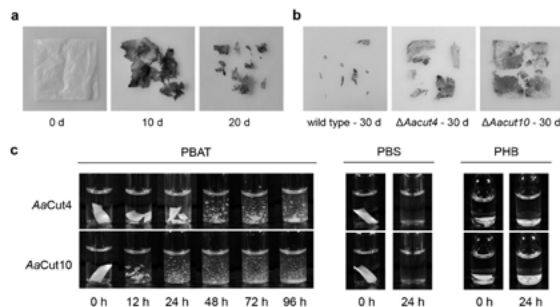 a
b
0 d
10 d
20 d
wild type - 30 d
ΔAacut4 - 30 d
ΔAacut10 - 30 d
c
PBAT
PBS
PHB
AaCut4
AaCut10
0 h
12 h
24 h
48 h
72 h
96 h
0 h
24 h
0 h
24 h